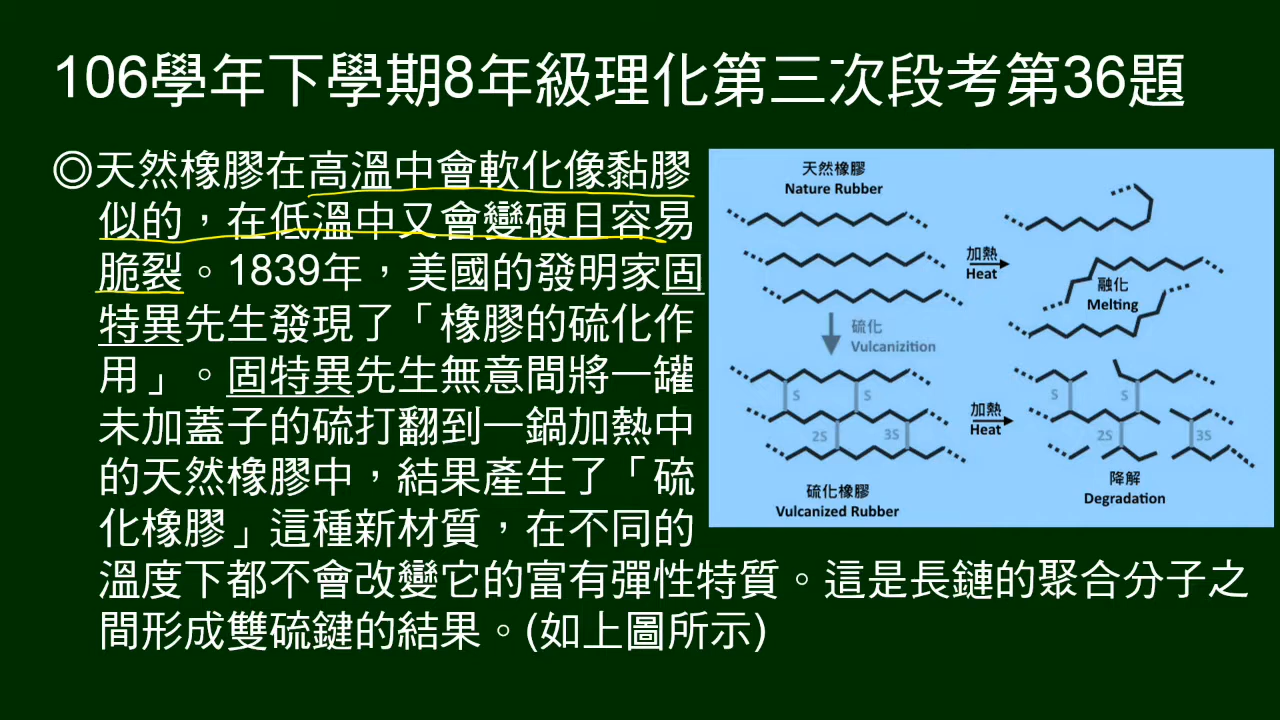 106學年下學期8年級理化第三次段考第36題
◎天然橡膠在高溫中會軟化像黏膠
似的，在低溫中又會變硬且容易
脆裂。1839年，美國的發明家固
特異先生發現了「橡膠的硫化作
用」。固特異先生無意間將一罐
未加蓋子的硫打翻到一鍋加熱中
的天然橡膠中，結果產生了「硫
化橡膠」這種新材質，在不同的
溫度下都不會改變它的富有彈性特質。這是長鏈的聚合分子之
間形成雙硫鍵的結果。(如上圖所示)
天然橡膠
Nature Rubber
加熱
Heat
融化
Melting
硫化
Vulcanizition
S
S
2S
3S
硫化橡膠
Vulcanized Rubber
加熱
Heat
S
S
2S
3S
降解
Degradation